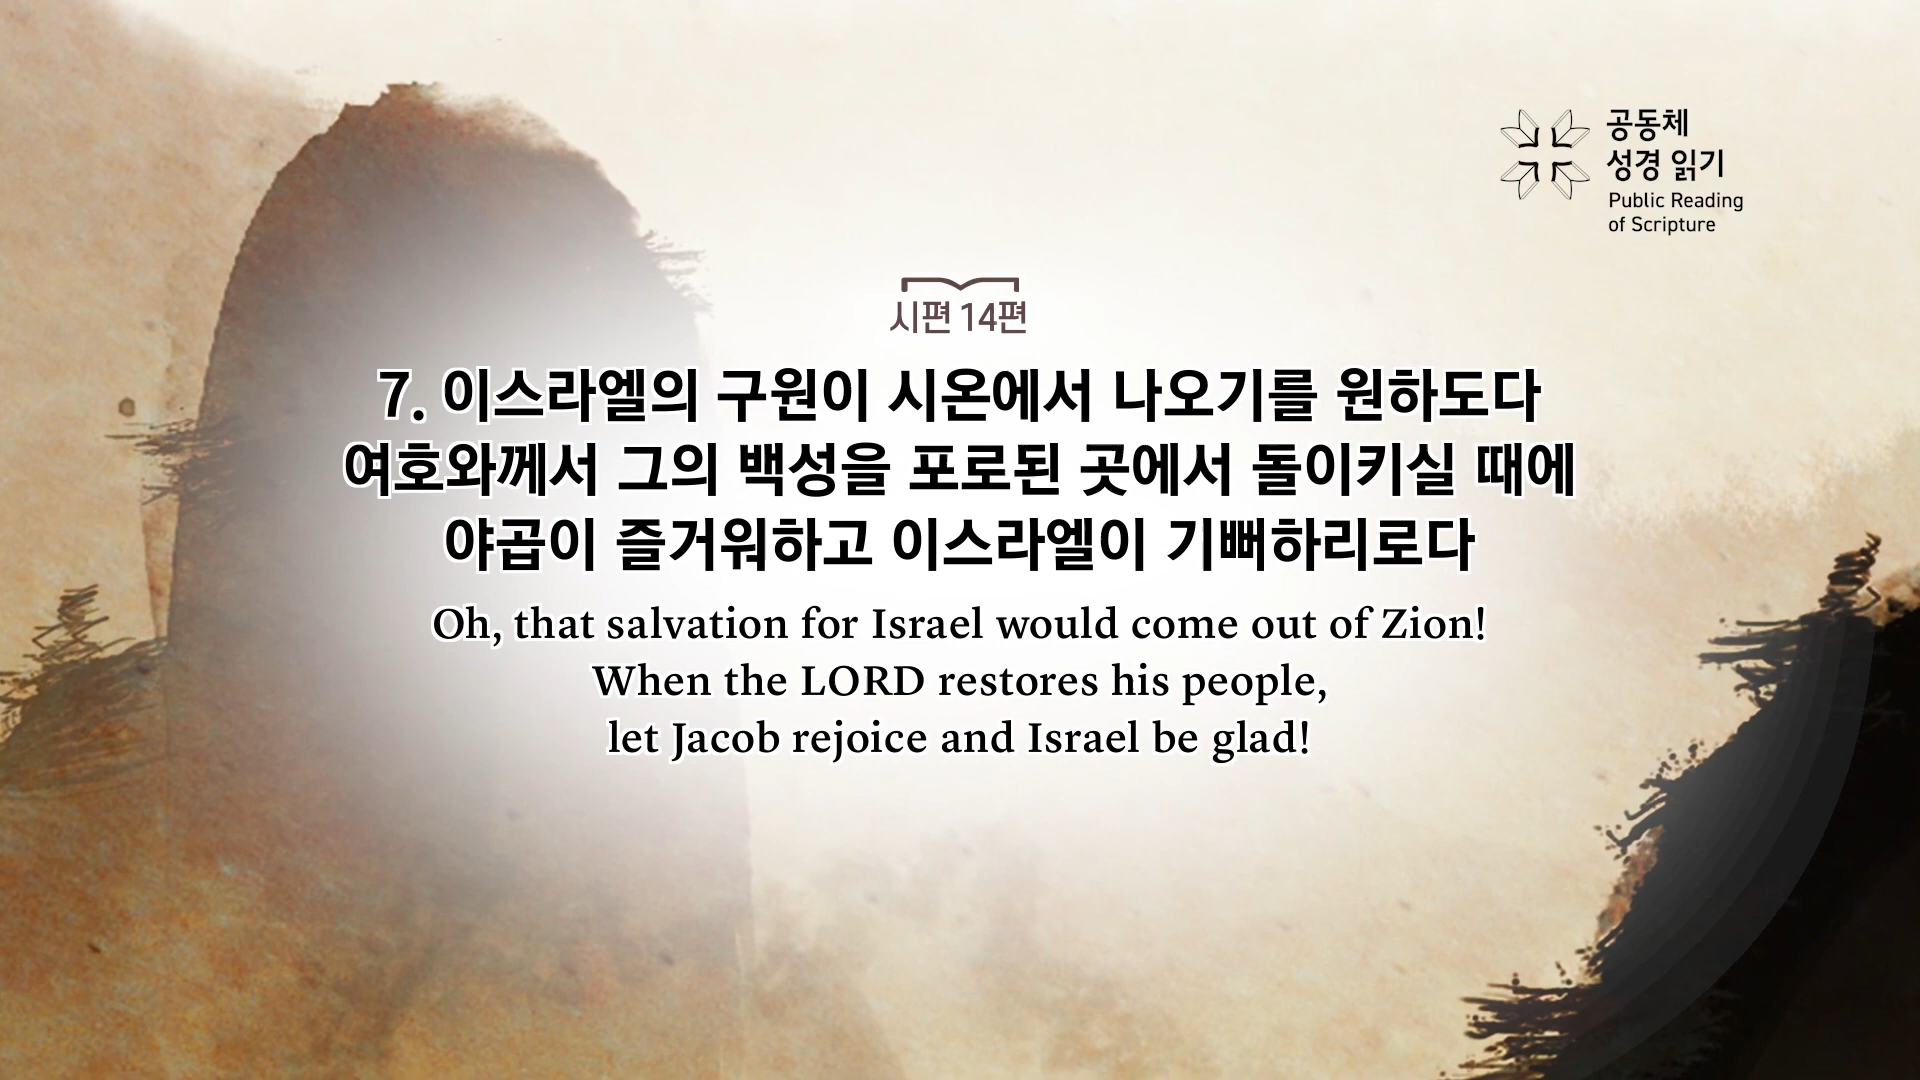 공동체
성경 읽기
Public Reading
of Scripture
시편 14편
7. 이스라엘의 구원이 시온에서 나오기를 원하도다
여호와께서 그의 백성을 포로된 곳에서 돌이키실 때에
야곱이 즐거워하고 이스라엘이 기뻐하리로다
Oh, that salvation for Israel would come out of Zion!
When the LORD restores his people,
let Jacob rejoice and Israel be glad!